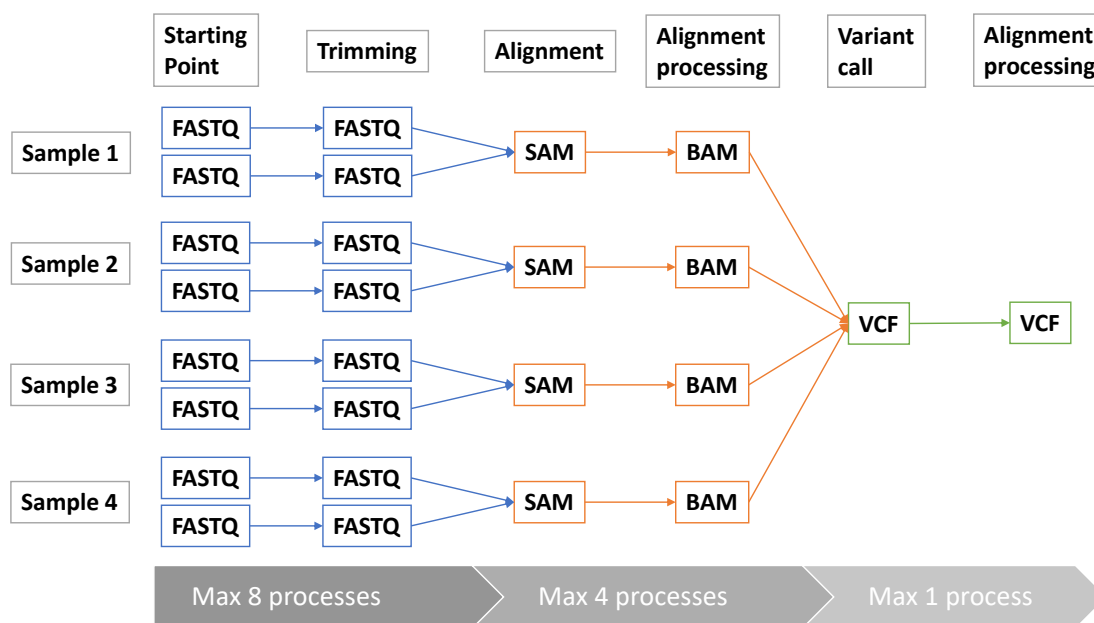 Starting
Point
Trimming
Alignment
Alignment
processing
Variant
call
Alignment
processing
Sample 1
FASTQ
FASTQ
FASTQ
FASTQ
SAM
BAM
Sample 2
FASTQ
FASTQ
FASTQ
FASTQ
SAM
BAM
VCF
VCF
Sample 3
FASTQ
FASTQ
FASTQ
FASTQ
SAM
BAM
Sample 4
FASTQ
FASTQ
FASTQ
FASTQ
SAM
BAM
Max 8 processes
Max 4 processes
Max 1 process